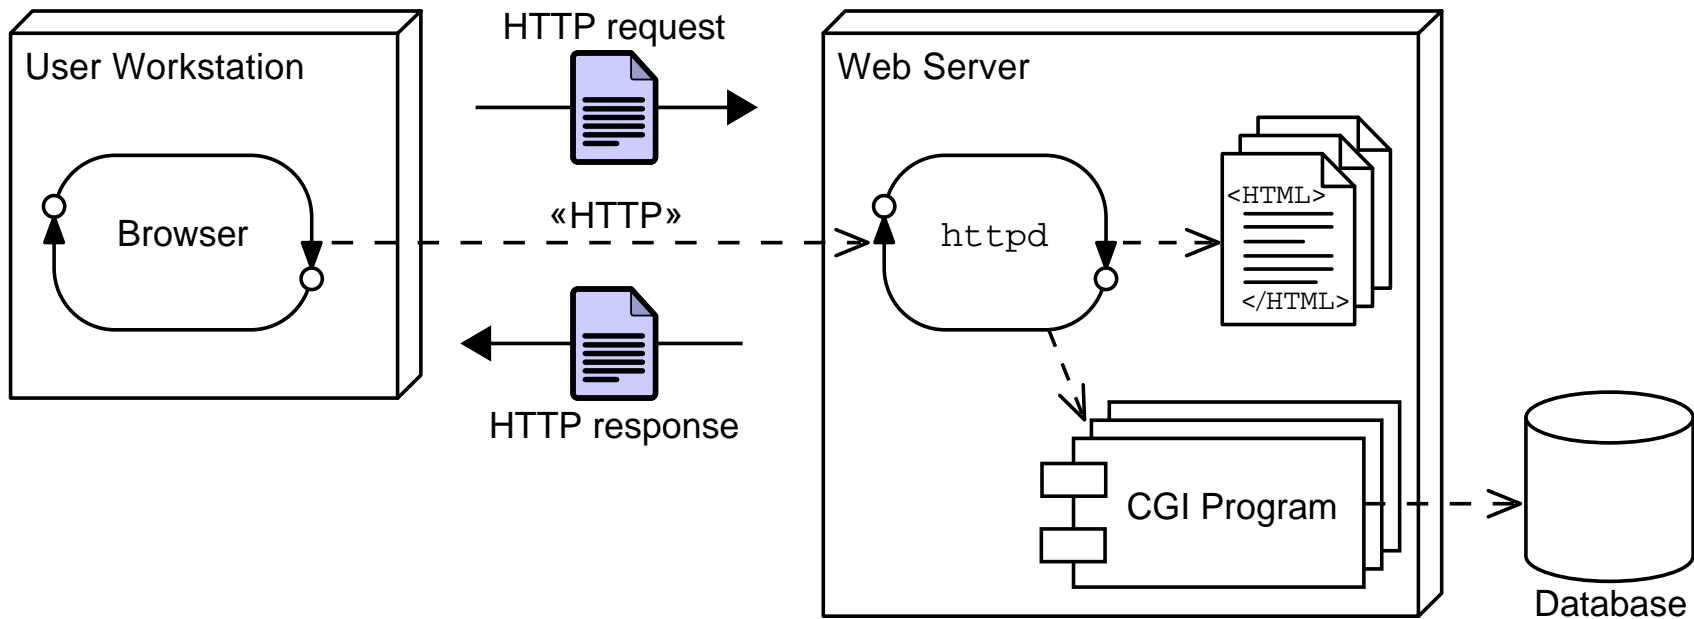 HTTP request
User Workstation
Web Server
<HTML>
«HTTP»
Browser
httpd
</HTML>
HTTP response
CGI Program
Database